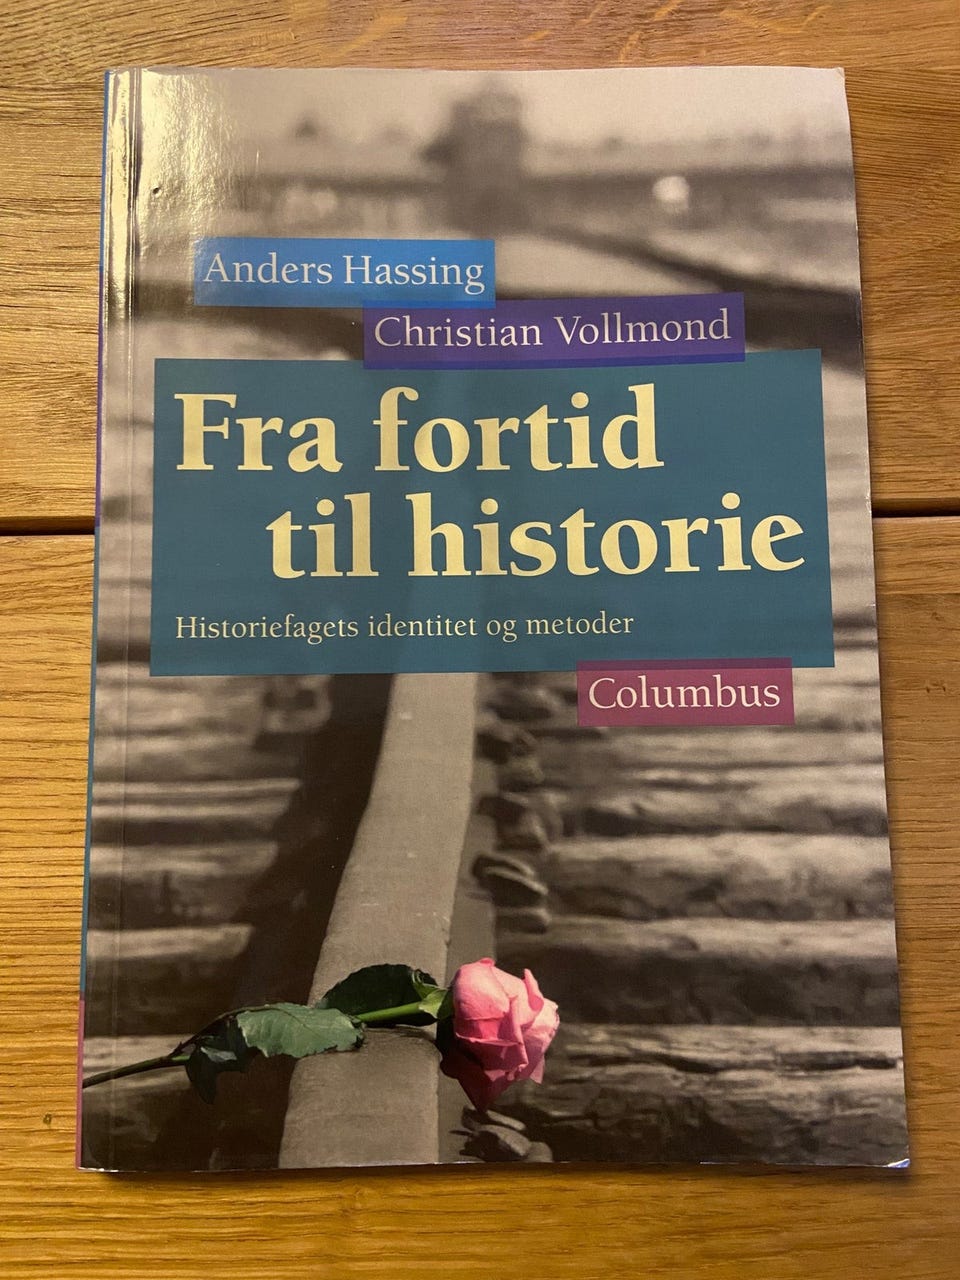 Anders Hassing
Christian Vollmond
Fra fortid
til historie
Historiefagets identitet og metoder
Columbus